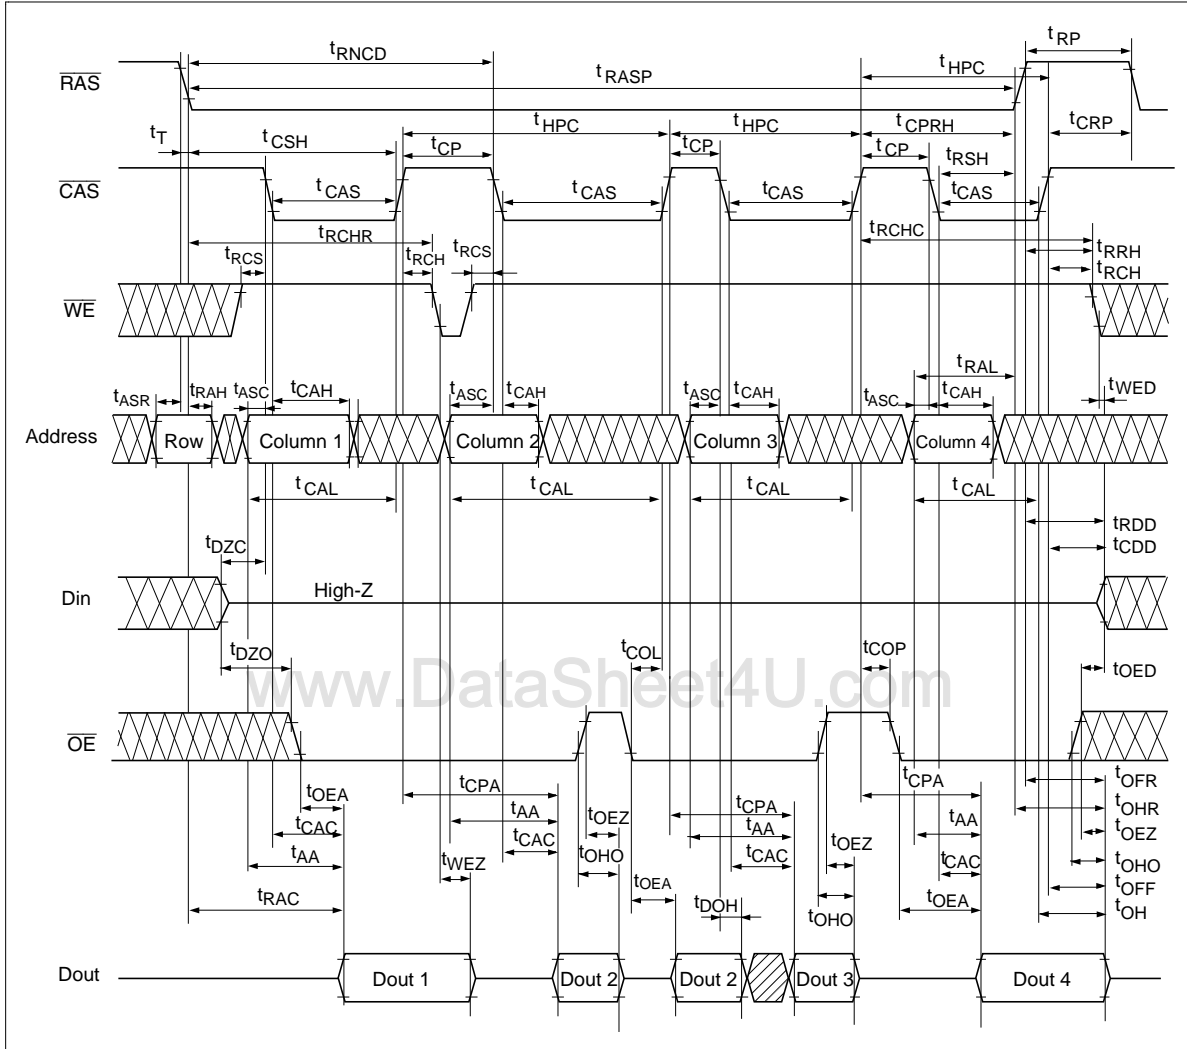 tRP
tRNCD
tHPC
tRASP
RAS
tHPC
tHPC
tCPRH
tCRP
tT
tCSH
tCP
tCP
tCP
tRSH
CAS
tCAS
tCAS
tCAS
tCAS
tRCHR
tRCHC
tRCS
tRCH
tRCS
tRRH
tRCH
WE
tRAL
tASR
tRAH
tASC
tCAH
tASC
tCAH
tASC
tCAH
tASC
tCAH
tWED
Address
Row
Column 1
Column 2
Column 3
Column 4
tCAL
tCAL
tCAL
tCAL
tRDD
tDZC
tCDD
Din
High-Z
tDZO
tCOL
tCOP
tOED
www.DataSheet4U.com
OE
tOEA
tCPA
tCPA
tCPA
tOFR
tCAC
tAA
tOEZ
tAA
tAA
tOHR
tAA
tCAC
tOHO
tCAC
tOEZ
tCAC
tOEZ
tWEZ
tOHO
tRAC
tOEA
tDOH
tOHO
tOEA
tOFF
tOH
Dout
Dout 1
Dout 2
Dout 2
Dout 3
Dout 4